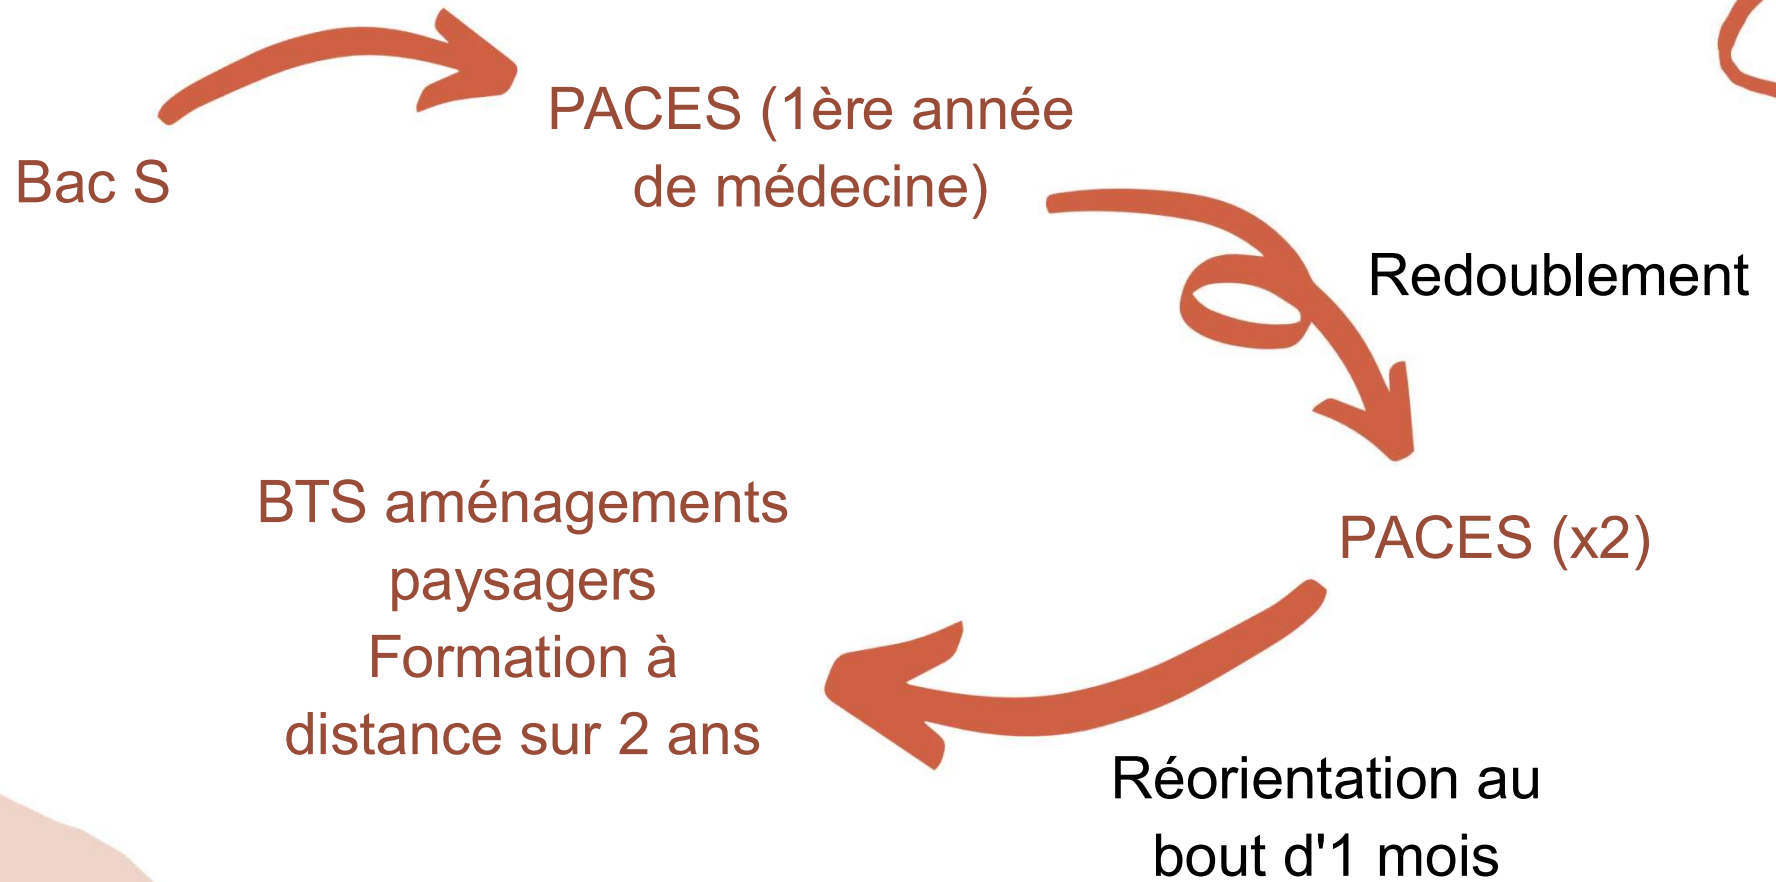 Bac S
PACES (1ère année
de médecine)
Redoublement
PACES (x2)
Réorientation au
bout d'1 mois
BTS aménagements
paysagers
Formation à
distance sur 2 ans